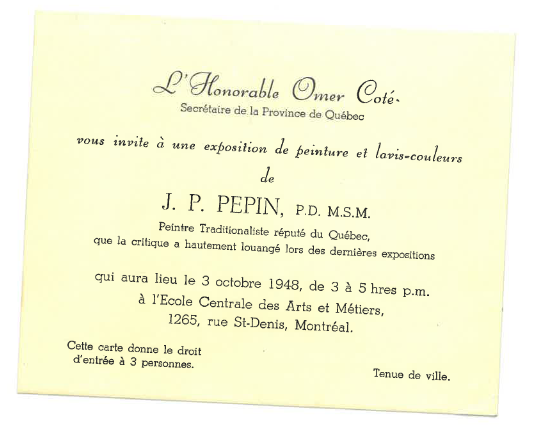 L'Honorable Omer Coté-
Secrétaire de la Province de Québec
vous invite à une exposition de peinture et lavis-couleurs
de
J. P. PEPIN, P.D. M.S.M.
Peintre Traditionaliste réputé du Québec,
que la critique a hautement louangé lors des dernières expositions
qui aura lieu le 3 octobre 1948, de 3 à 5 hres p.m.
à l'Ecole Centrale des Arts et Métiers,
1265, rue St-Denis, Montréal.
Cette carte donne le droit
d'entrée à 3 personnes.
Tenue de ville.